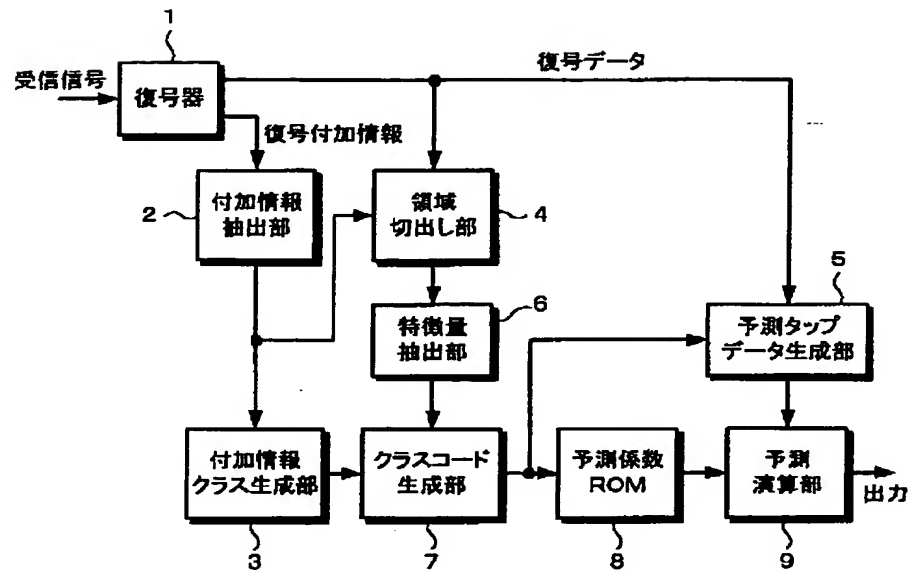 1
受信信号
復号器
復号データ
復号付加情報
2
付加情報
抽出部
領域
切出し部
4
5
特徴量
抽出部
6
予測タップ
データ生成部
付加情報
クラス生成部
クラスコード
生成部
予測係数
ROM
予測
演算部
出力
3
7
8
9